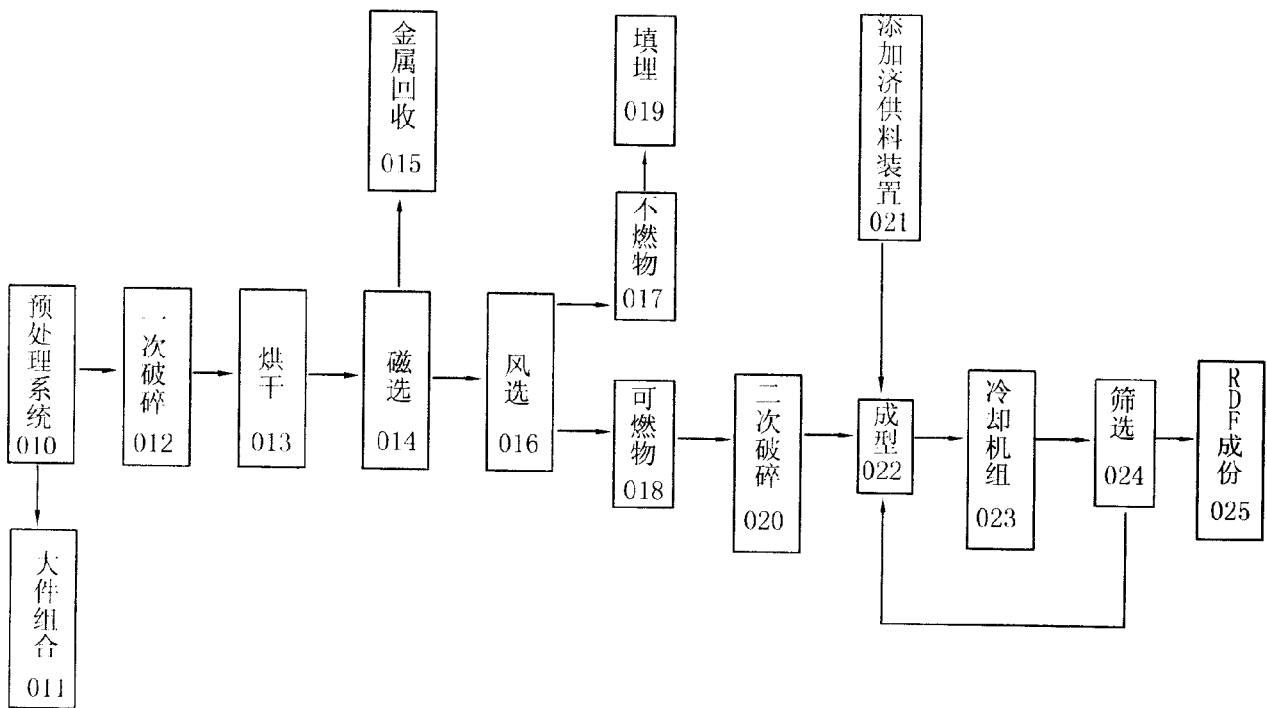 预处理系统
010
大件组合
011
一次破碎
012
烘干
013
磁选
014
金属回收
015
风选
016
不燃物
017
填埋
019
可燃物
018
二次破碎
020
添加济供料装置
021
成型
022
冷却机组
023
筛选
024
RDF成份
025